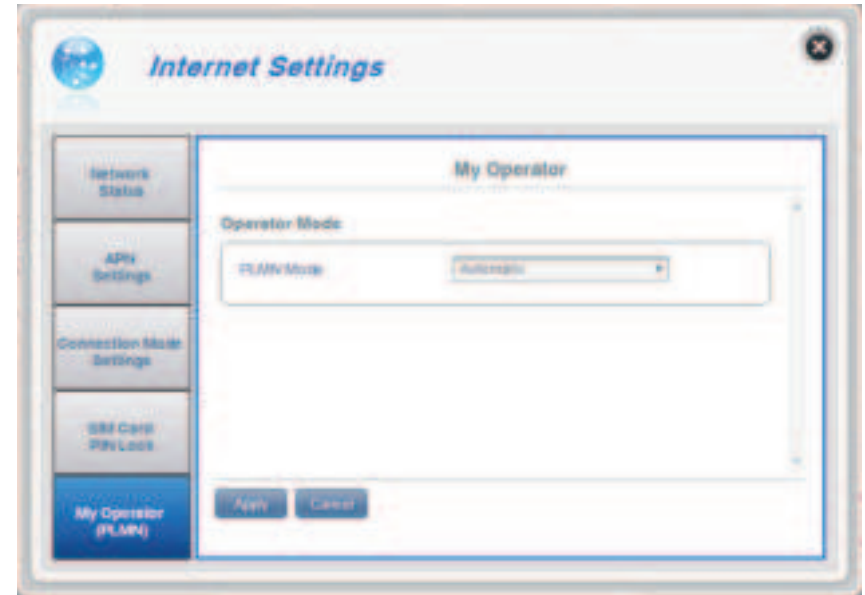 Internet Settings
My Operator
Network
Status
Operator Mode
PLMN Mode
Automatic
APN
Settings
Connection Mode
Settings
SIM Card
PIN Lock
My Operator
(PLMN)
Apply
Cancel